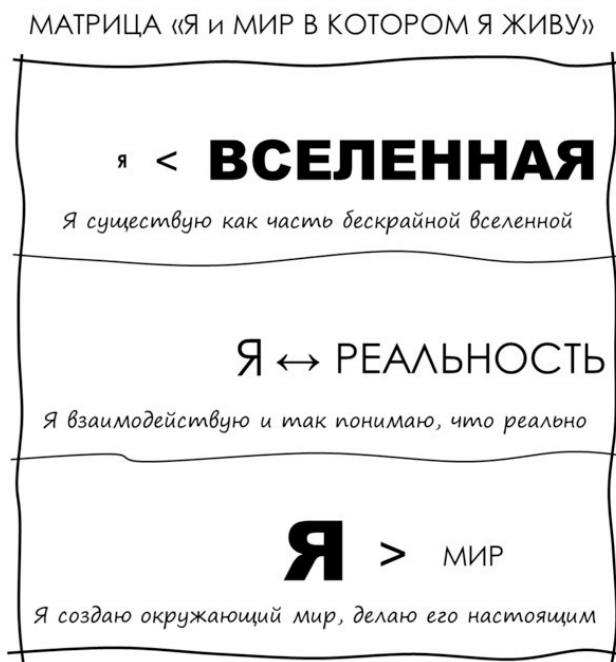 МАТРИЦА «Я и МИР В КОТОРОМ Я ЖИВУ»
я < ВСЕЛЕННАЯ
Я существую как часть бескрайной вселенной
Я ↔ РЕАЛЬНОСТЬ
Я взаимодействую и так понимаю, что реально
Я > МИР
Я создаю окружающий мир, делаю его настоящим